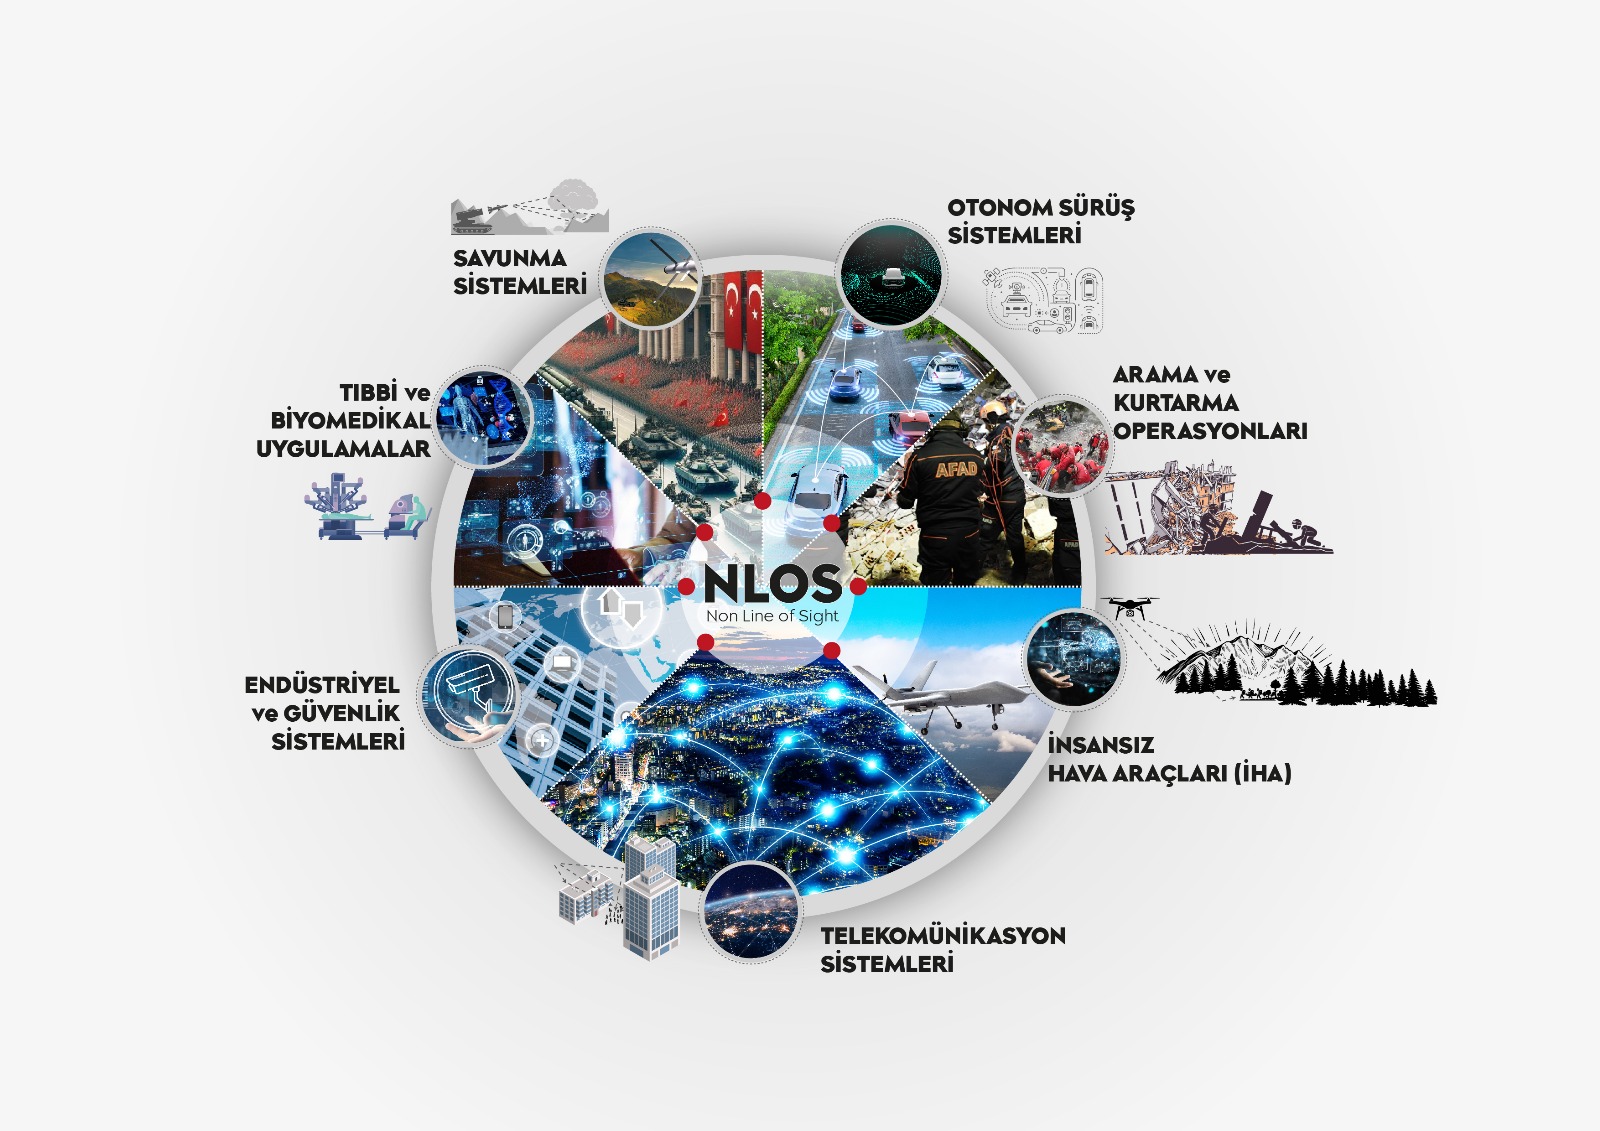 SAVUNMA
SİSTEMLERİ
OTONOM SÜRÜŞ
SİSTEMLERİ
TIBBİ ve
BİYOMEDİKAL
UYGULAMALAR
ARAMA ve
KURTARMA
OPERASYONLARI
AFAD
AFAD
NLOS
Non Line of Sight
ENDÜSTRİYEL
ve GÜVENLİK
SİSTEMLERİ
İNSANSIZ
HAVA ARAÇLARI (İHA)
TELEKOMÜNİKASYON
SİSTEMLERİ